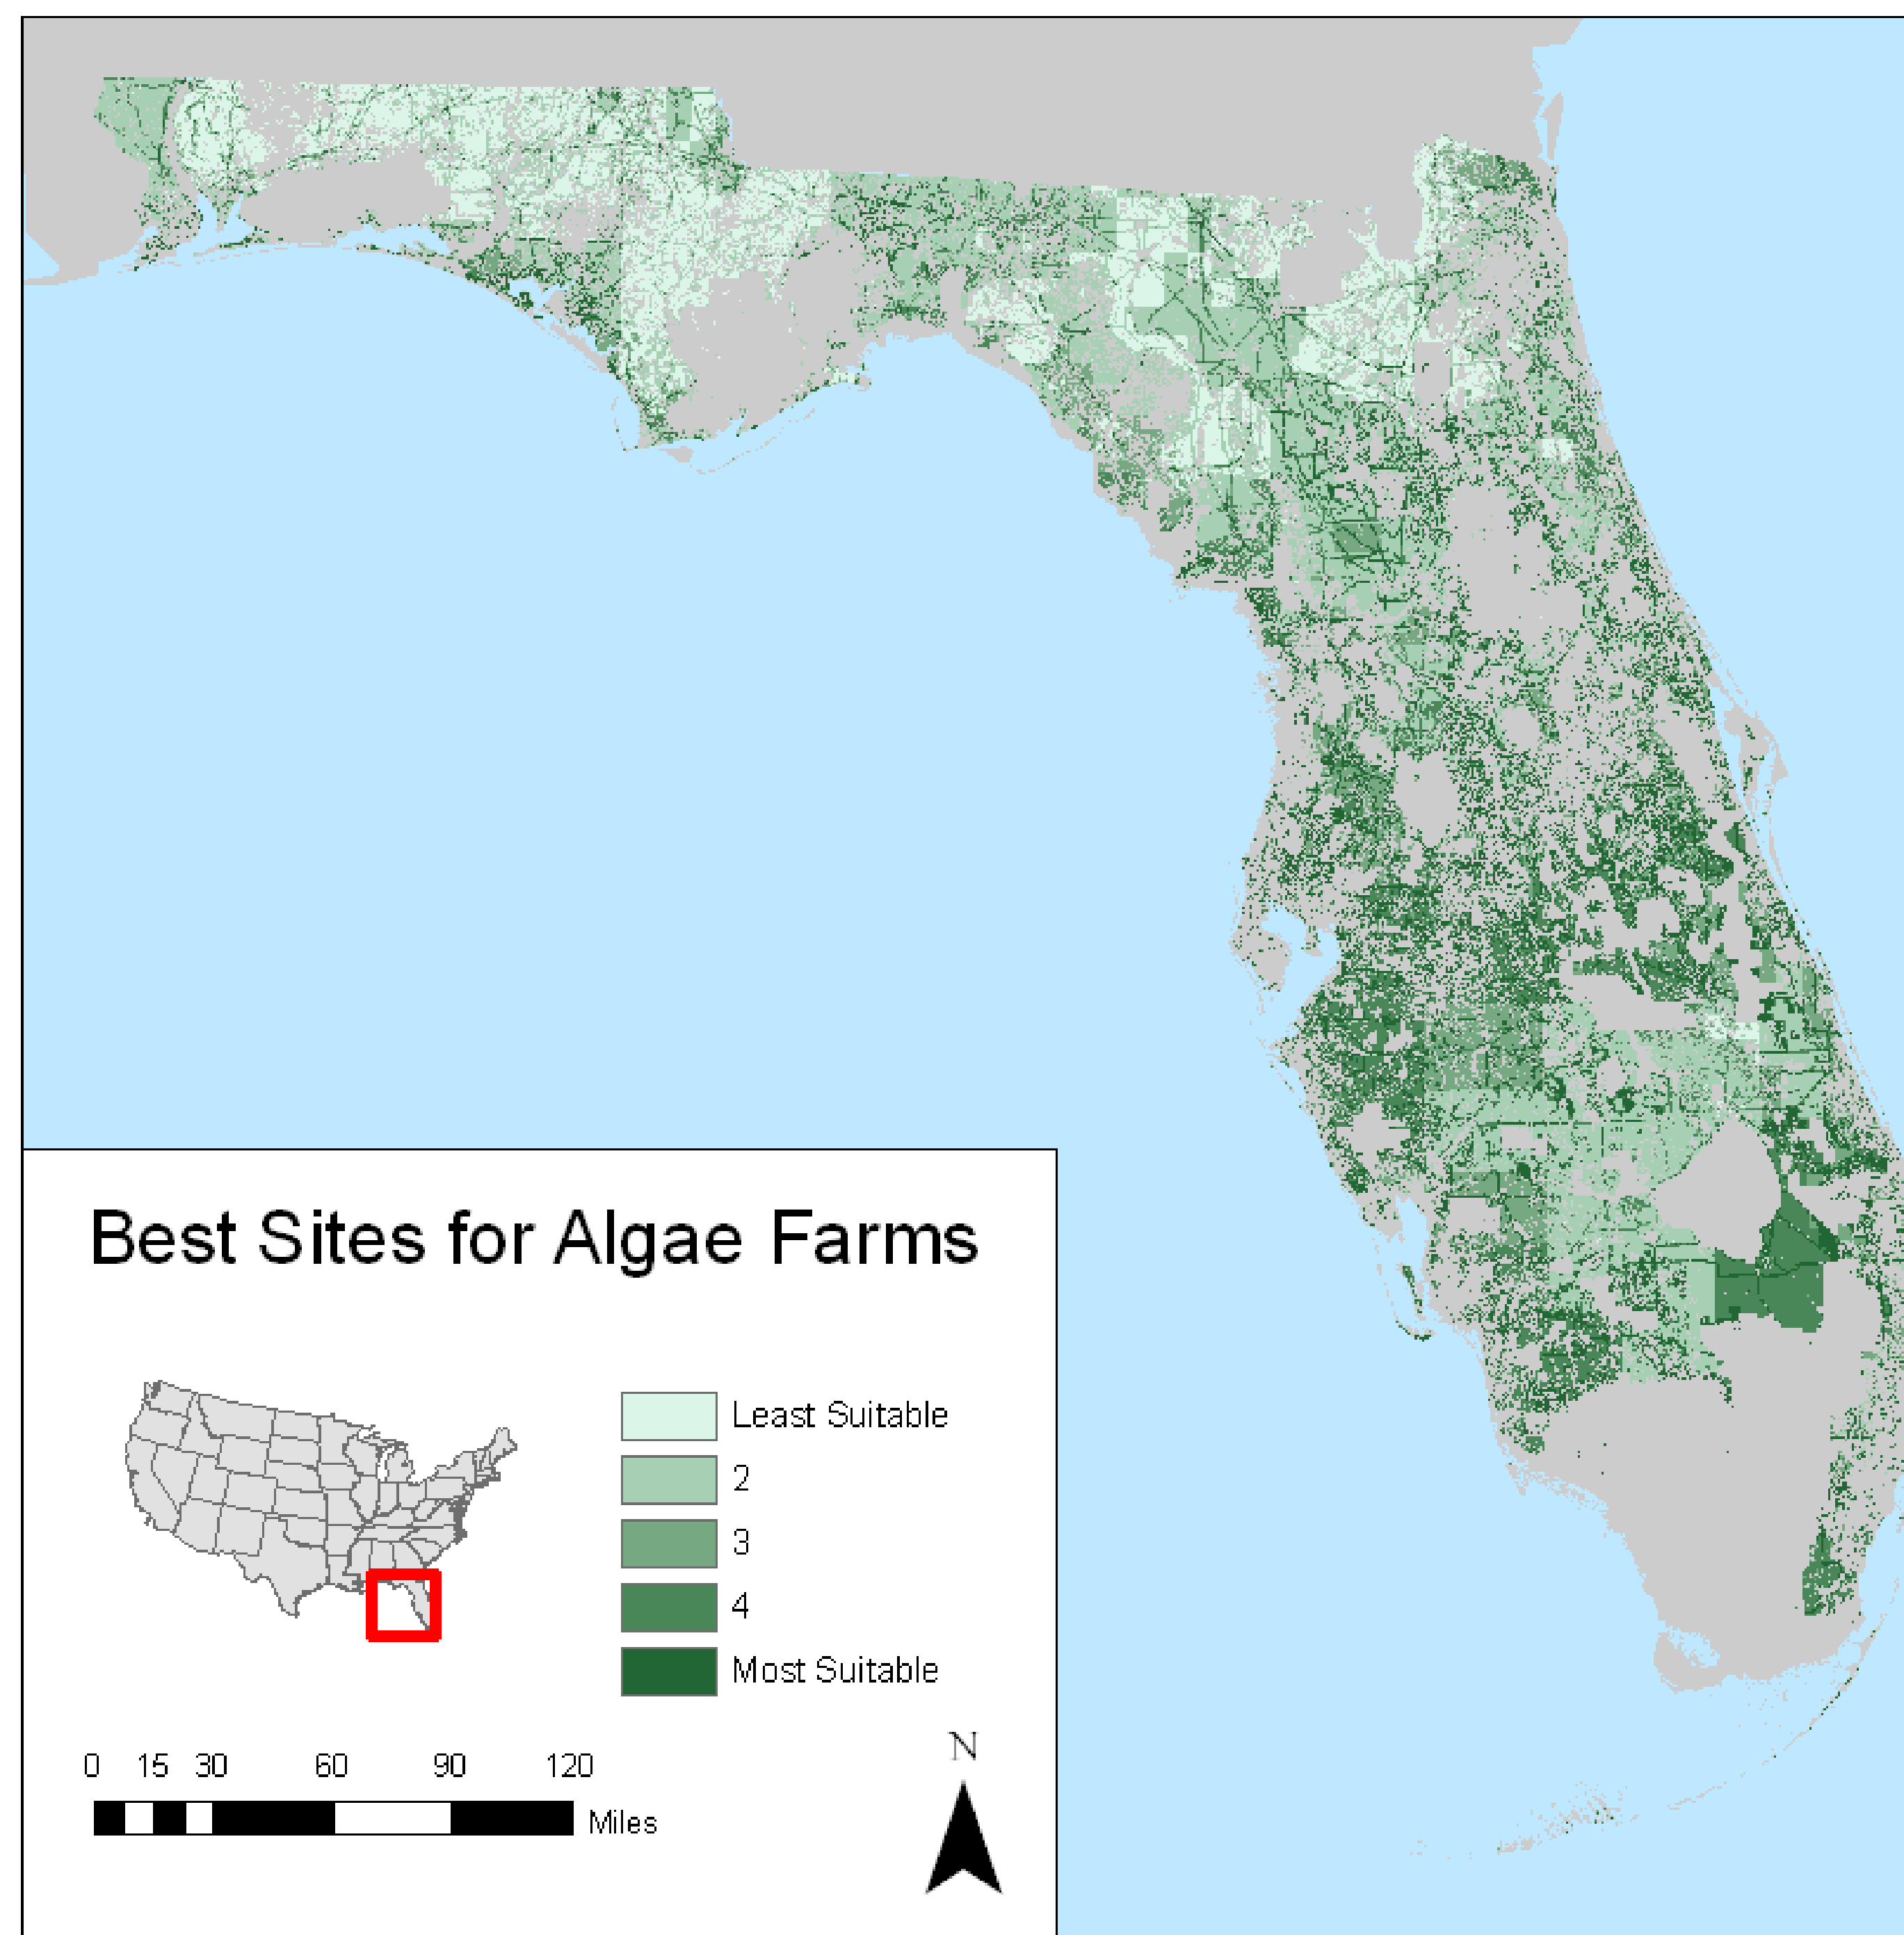 Best Sites for Algae Farms
Least Suitable
2
3
4
Most Suitable
N
0 15 30 60 90 120
Miles